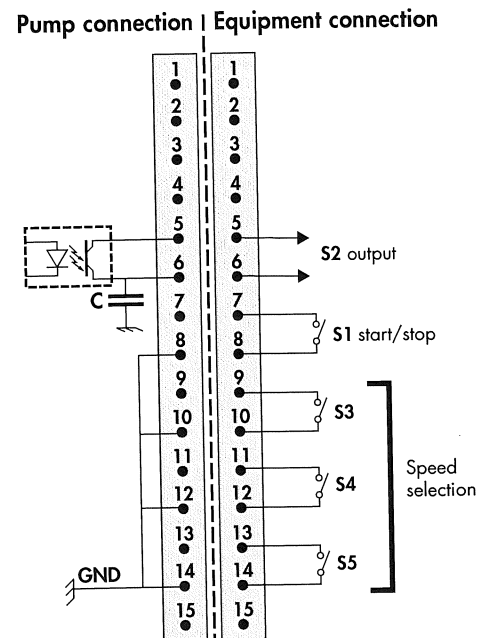 Pump connection Equipment connection
1 1
2 2
3 3
4 4
5 5
S2 output
6 6
C
7 7
S1 start/stop
8 8
9 9
S3
10 10
11 11
Speed
selection
S4
12 12
13 13
S5
GND
14 14
15 15